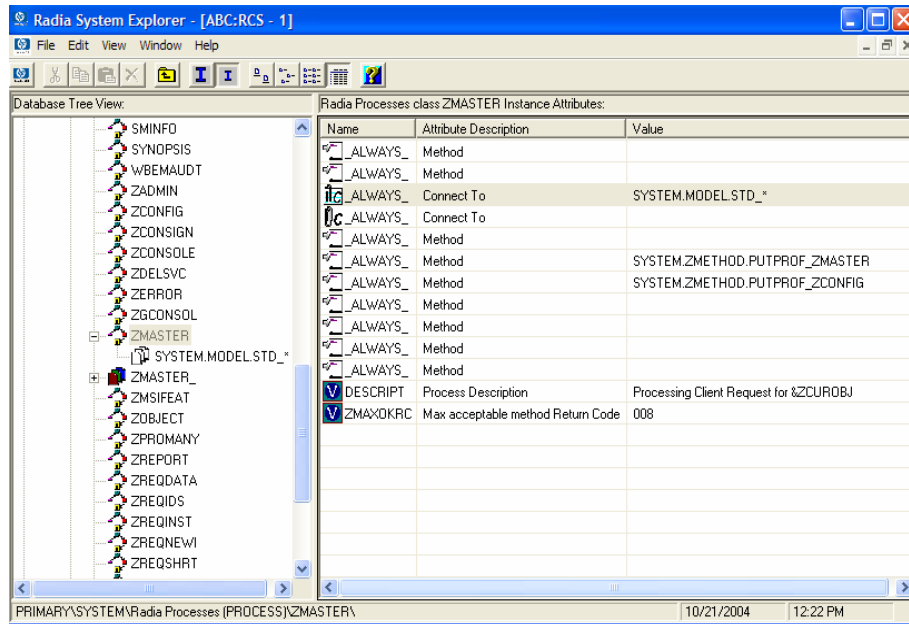 Radia System Explorer - [ABC:RCS - 1]
File Edit View Window Help
Database Tree View:
Radia Processes class ZMASTER Instance Attributes:
SMINFO
SYNOPSIS
WBEMAUDT
ZADMIN
ZCONFIG
ZCONSIGN
ZCONSOLE
ZDELSVC
ZERROR
ZGCONSOL
ZMASTER
SYSTEM.MODEL.STD_*
ZMASTER_
ZMSIFEAT
ZOBJECT
ZPROMANY
ZREPORT
ZREQDATA
ZREQIDS
ZREQINST
ZREQNEWI
ZREQSHRT
Name Attribute Description Value
_ALWAYS_ Method
_ALWAYS_ Method
_ALWAYS_ Connect To SYSTEM.MODEL.STD_*
_ALWAYS_ Connect To
_ALWAYS_ Method
_ALWAYS_ Method SYSTEM.ZMETHOD.PUTPROF_ZMASTER
_ALWAYS_ Method SYSTEM.ZMETHOD.PUTPROF_ZCONFIG
_ALWAYS_ Method
_ALWAYS_ Method
_ALWAYS_ Method
_ALWAYS_ Method
V DESCRIPT Process Description Processing Client Request for &ZCUROBJ
V ZMAXOKRC Max acceptable method Return Code 008
PRIMARY\SYSTEM\Radia Processes (PROCESS)\ZMASTER\ 10/21/2004 12:22 PM